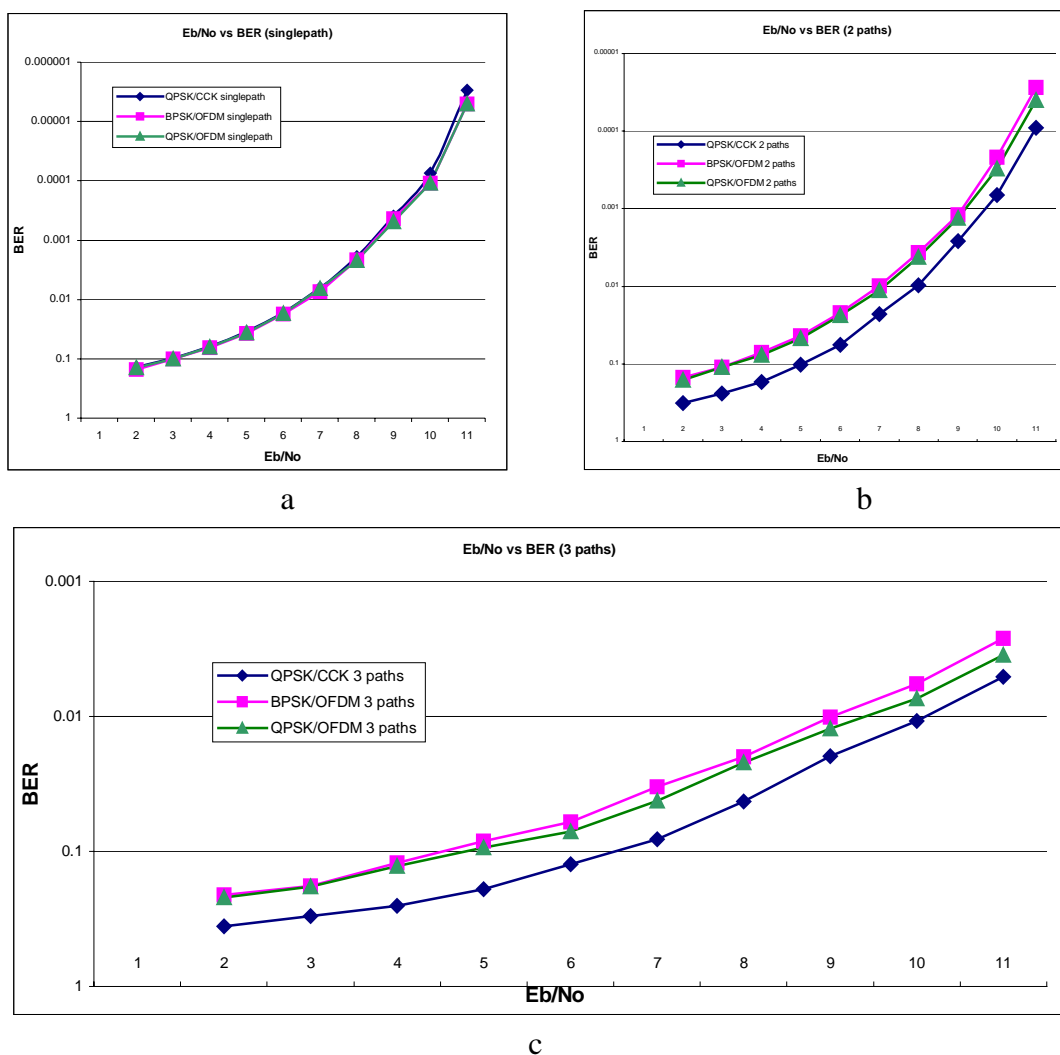 Eb/No vs BER (singlepath)
0.000001
0.00001
0.0001
0.001
0.01
0.1
1
BER
QPSK/CCK singlepath
BPSK/OFDM singlepath
QPSK/OFDM singlepath
1 2 3 4 5 6 7 8 9 10 11
Eb/No
a
Eb/No vs BER (2 paths)
0.00001
0.0001
0.001
0.01
0.1
1
BER
QPSK/CCK 2 paths
BPSK/OFDM 2 paths
QPSK/OFDM 2 paths
1 2 3 4 5 6 7 8 9 10 11
Eb/No
b
Eb/No vs BER (3 paths)
0.001
0.01
0.1
1
BER
QPSK/CCK 3 paths
BPSK/OFDM 3 paths
QPSK/OFDM 3 paths
1 2 3 4 5 6 7 8 9 10 11
Eb/No
c